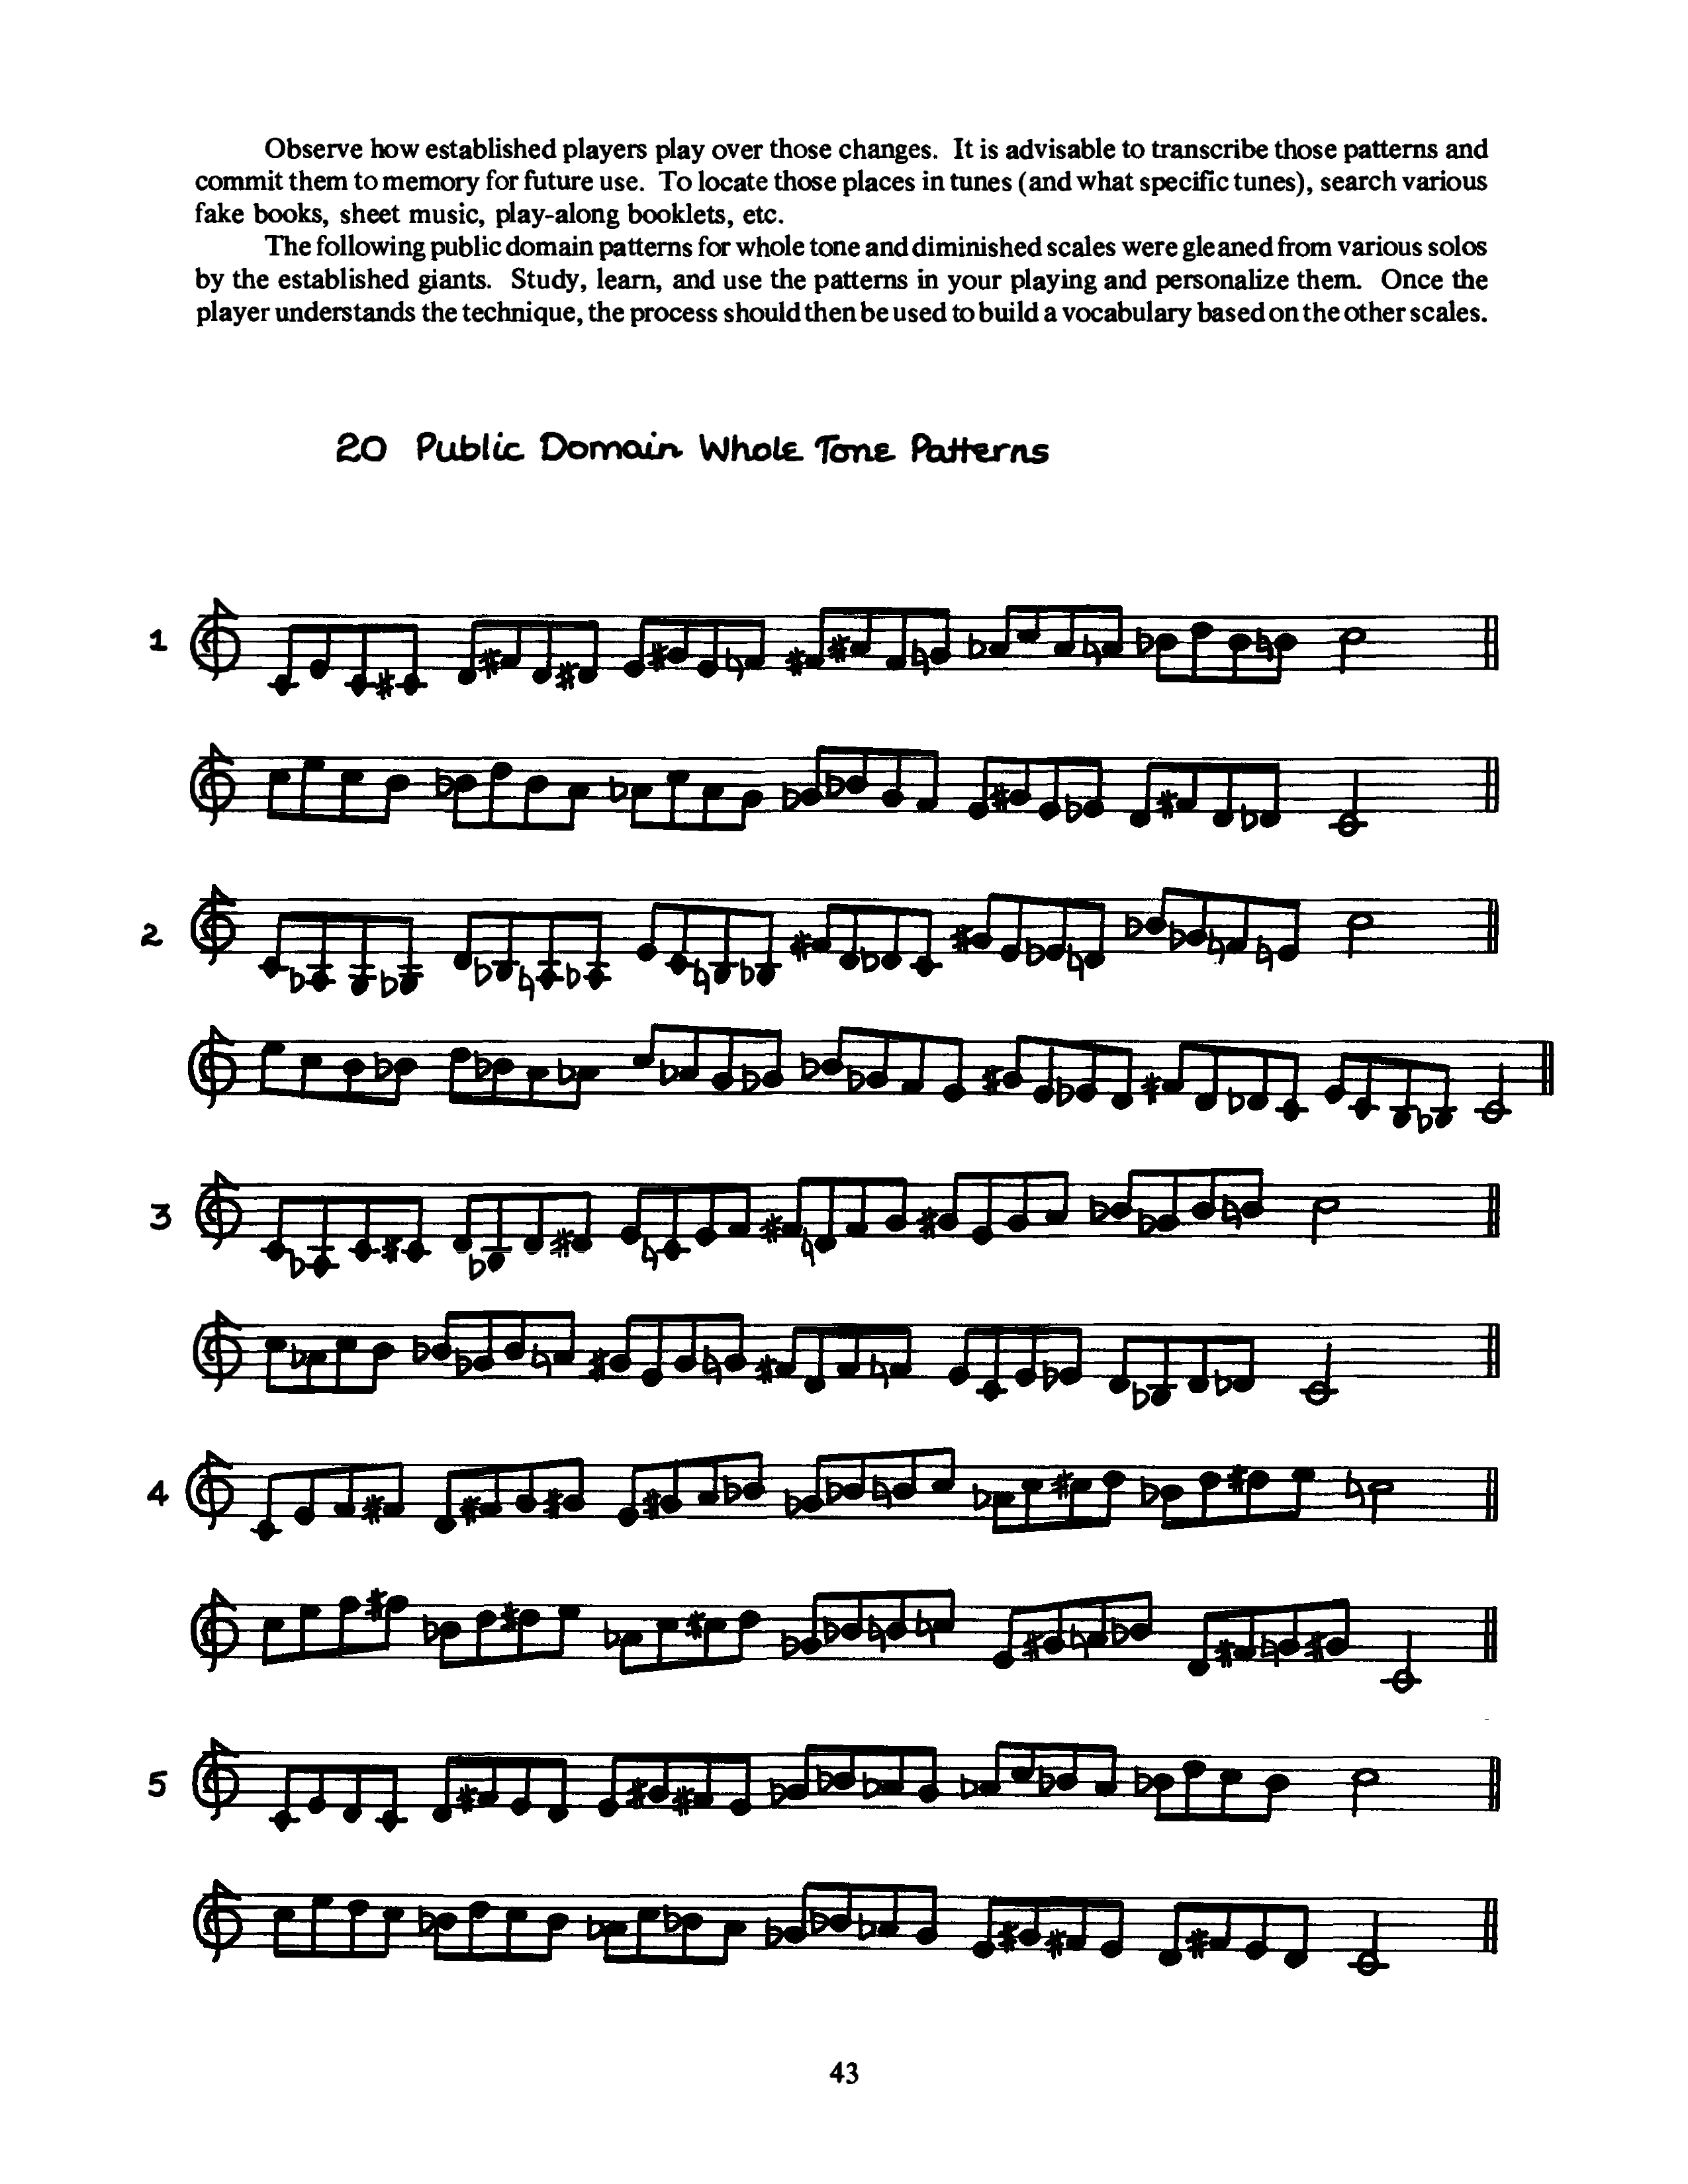 Observe how established players play over those changes. It is advisable to transcribe those patterns and
commit them to memory for future use. To locate those places in tunes (and what specific tunes), search various
fake books, sheet music, play-along booklets, etc.
The following public domain patterns for whole tone and diminished scales were gleaned from various solos
by the established giants. Study, learn, and use the patterns in your playing and personalize them. Once the
player understands the technique, the process should then be used to build a vocabulary based on the other scales.
20 Public Domain Whole Tone Patterns
1
2
3
4
5
43